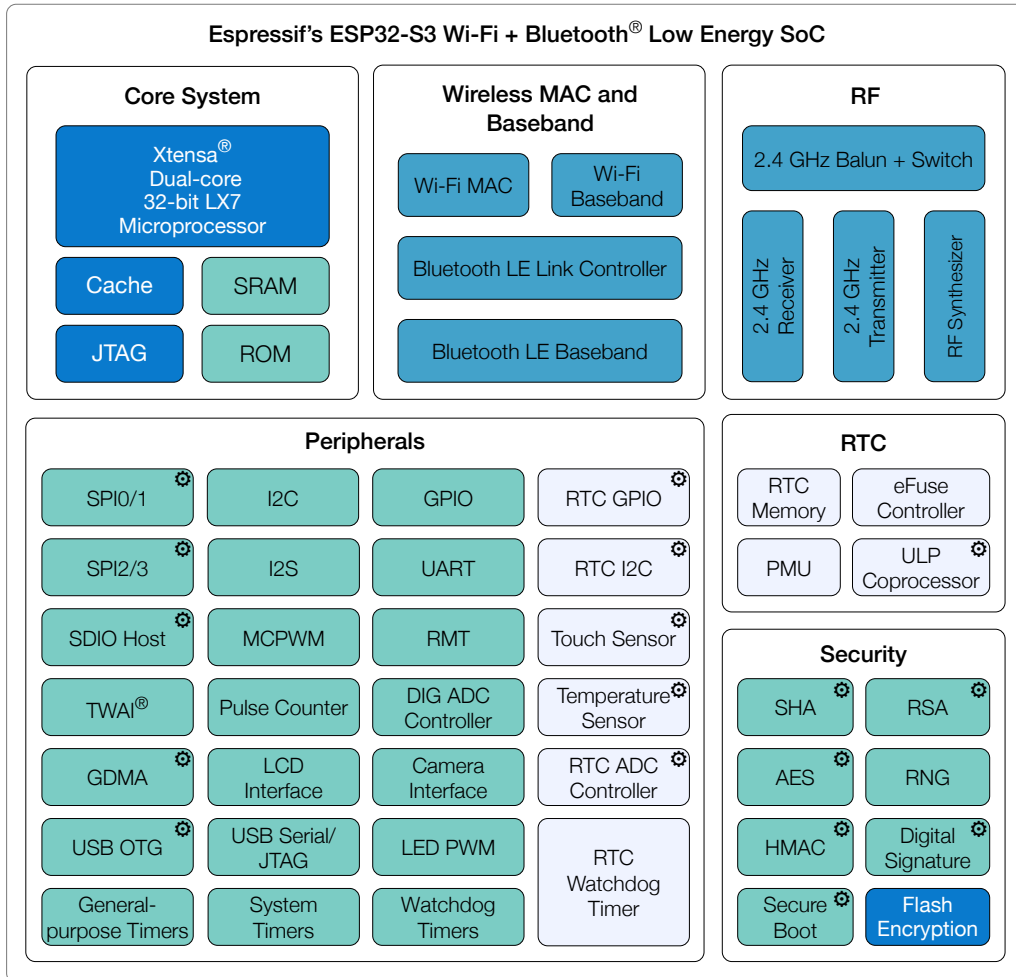 Espressif's ESP32-S3 Wi-Fi + Bluetooth® Low Energy SoC
Core System
Xtensa®
Dual-core
32-bit LX7
Microprocessor
Cache
SRAM
JTAG
ROM
Wireless MAC and
Baseband
Wi-Fi MAC
Wi-Fi
Baseband
Bluetooth LE Link Controller
Bluetooth LE Baseband
RF
2.4 GHz Balun + Switch
2.4 GHz
Receiver
2.4 GHz
Transmitter
RF Synthesizer
Peripherals
SPI0/1
I2C
GPIO
RTC GPIO
SPI2/3
I2S
UART
RTC I2C
SDIO Host
MCPWM
RMT
Touch Sensor
TWAI®
Pulse Counter
DIG ADC
Controller
Temperature
Sensor
GDMA
LCD
Interface
Camera
Interface
RTC ADC
Controller
USB OTG
USB Serial/
JTAG
LED PWM
RTC
Watchdog
Timer
General-
purpose Timers
System
Timers
Watchdog
Timers
RTC
RTC
Memory
eFuse
Controller
PMU
ULP
Coprocessor
Security
SHA
RSA
AES
RNG
HMAC
Digital
Signature
Secure
Boot
Flash
Encryption